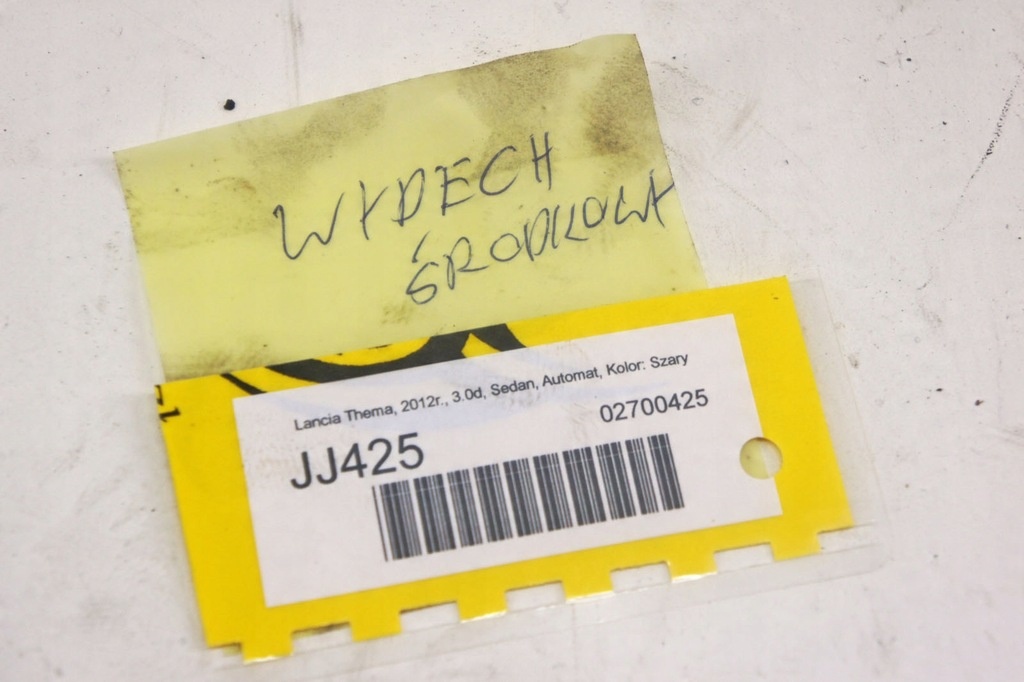 WYDECH
ŚRODKOWY
Lancia Thema, 2012r., 3.0d, Sedan, Automat, Kolor: Szary
02700425
JJ425